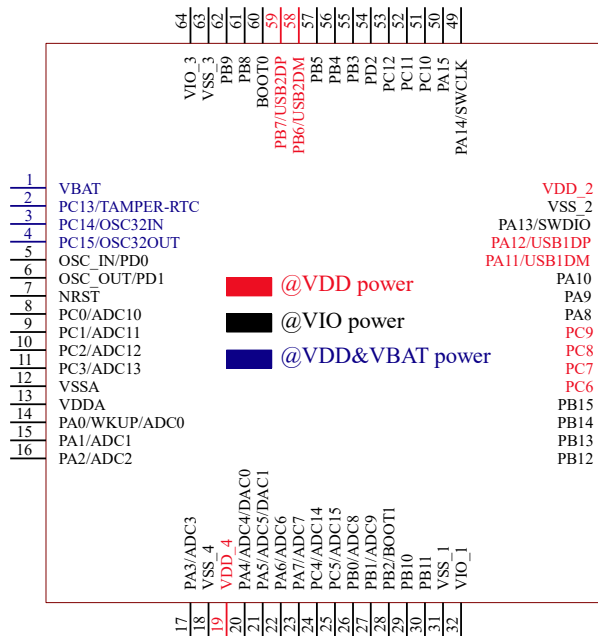 64
63
62
61
60
59
58
57
56
55
54
53
52
51
50
49
VIO_3
VSS_3
PB9
PB8
BOOT0
PB7/USB2DP
PB6/USB2DM
PB5
PB4
PB3
PD2
PC12
PC11
PC10
PA15
PA14/SWCLK
1 VBAT
2 PC13/TAMPER-RTC
3 PC14/OSC32IN
4 PC15/OSC32OUT
5 OSC_IN/PD0
6 OSC_OUT/PD1
7 NRST
8 PC0/ADC10
9 PC1/ADC11
10 PC2/ADC12
11 PC3/ADC13
12 VSSA
13 VDDA
14 PA0/WKUP/ADC0
15 PA1/ADC1
16 PA2/ADC2
@VDD power
@VIO power
@VDD&VBAT power
VDD_2
VSS_2
PA13/SWDIO
PA12/USB1DP
PA11/USB1DM
PA10
PA9
PA8
PC9
PC8
PC7
PC6
PB15
PB14
PB13
PB12
PA3/ADC3
VSS_4
VDD_4
PA4/ADC4/DAC0
PA5/ADC5/DAC1
PA6/ADC6
PA7/ADC7
PC4/ADC14
PC5/ADC15
PB0/ADC8
PB1/ADC9
PB2/BOOT1
PB10
PB11
VSS_1
VIO_1
17
18
19
20
21
22
23
24
25
26
27
28
29
30
31
32